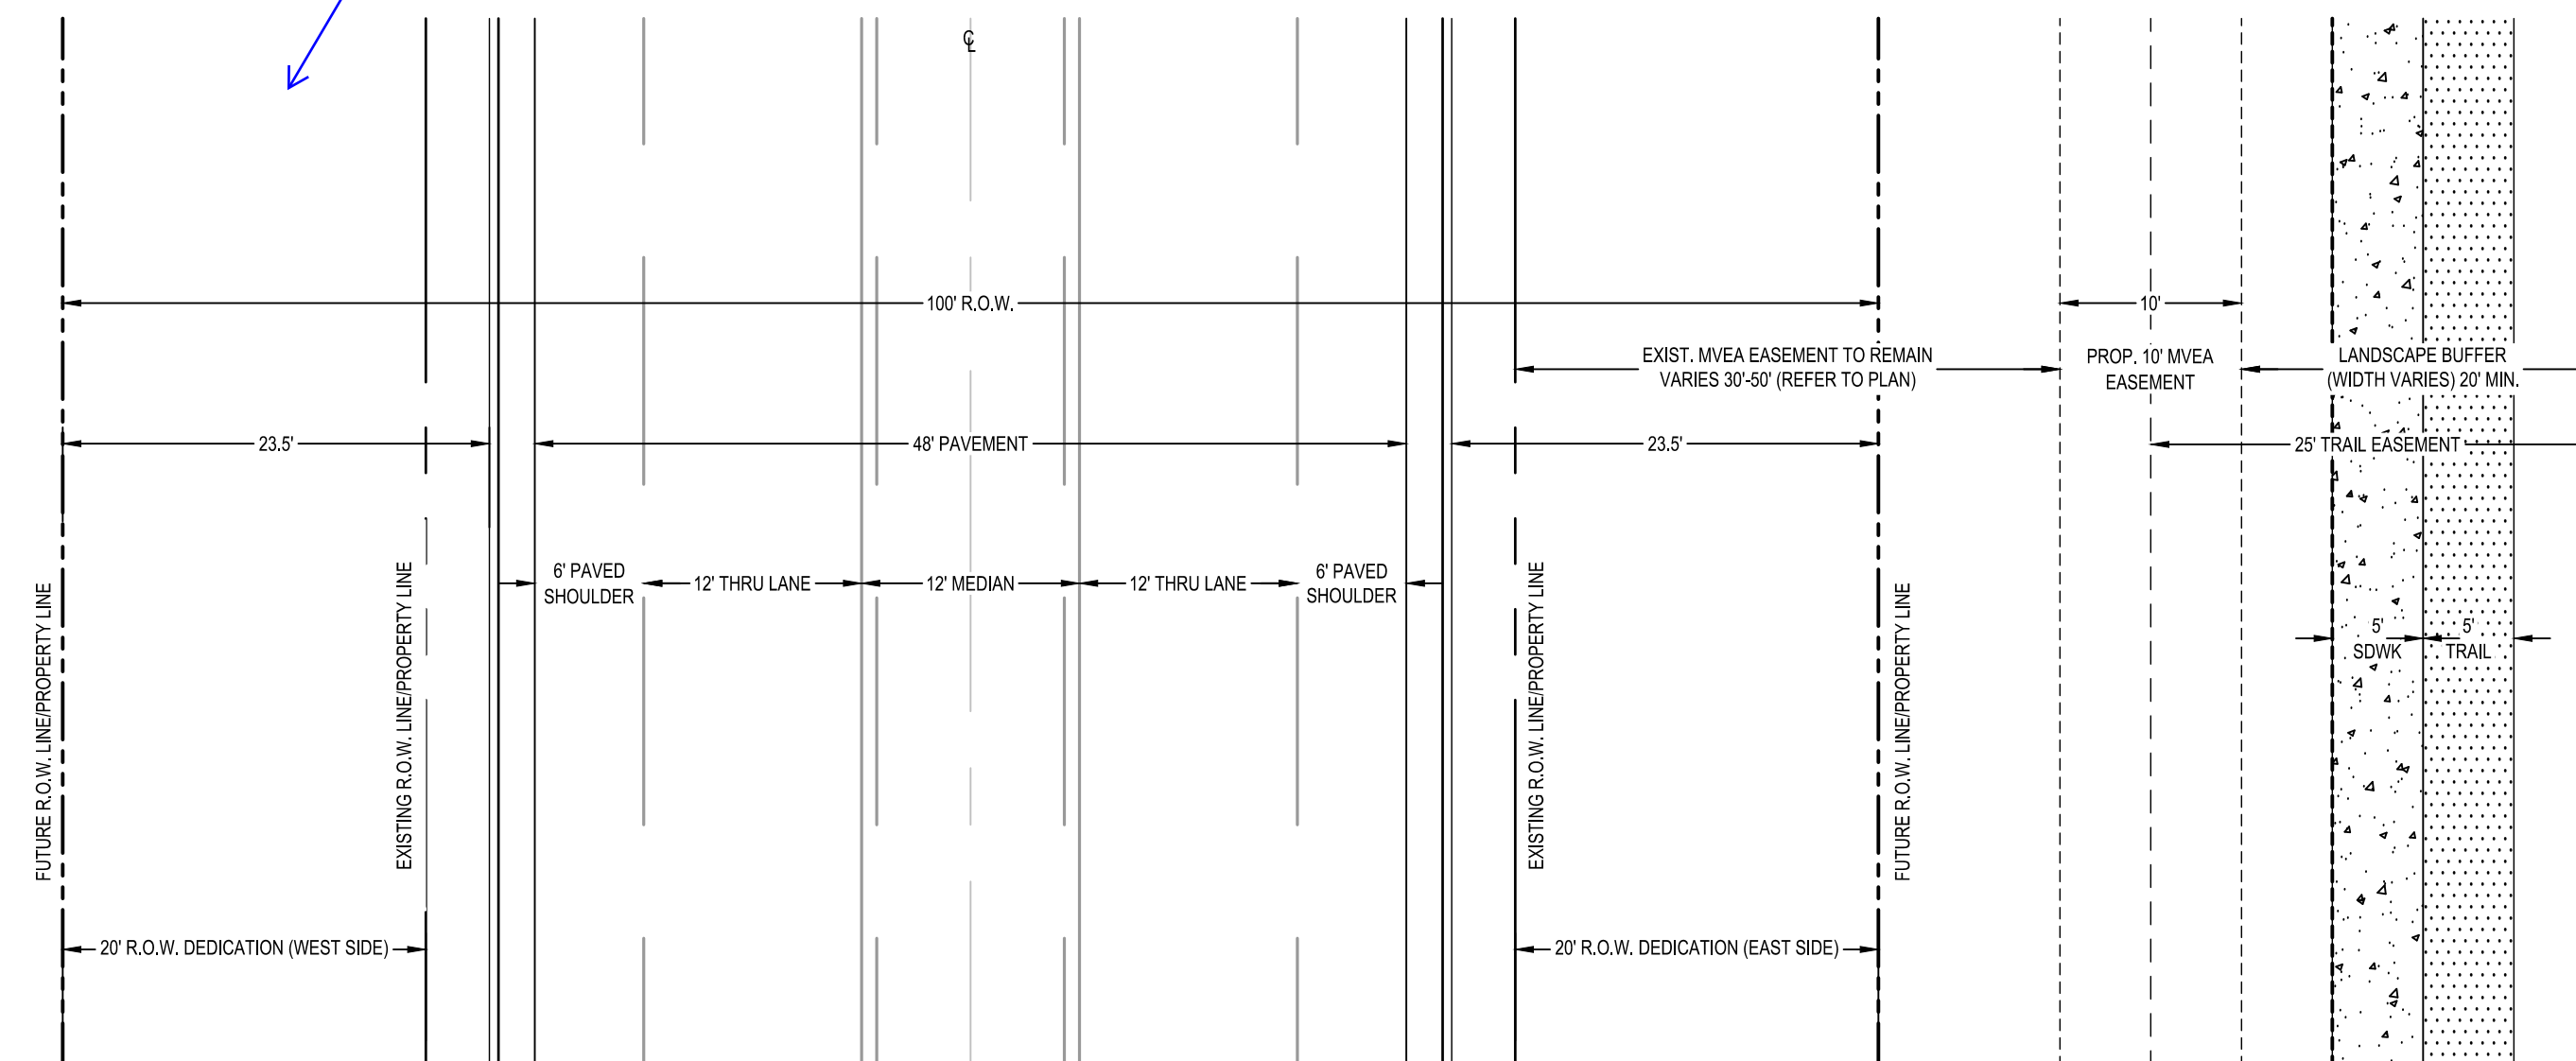 ℄
100' R.O.W.
10'
EXIST. MVEA EASEMENT TO REMAIN
VARIES 30'-50' (REFER TO PLAN)
PROP. 10' MVEA
EASEMENT
LANDSCAPE BUFFER
(WIDTH VARIES) 20' MIN.
23.5'
48' PAVEMENT
23.5'
25' TRAIL EASEMENT
6' PAVED
SHOULDER
12' THRU LANE
12' MEDIAN
12' THRU LANE
6' PAVED
SHOULDER
5'
SDWK
5'
TRAIL
FUTURE R.O.W. LINE/PROPERTY LINE
EXISTING R.O.W. LINE/PROPERTY LINE
EXISTING R.O.W. LINE/PROPERTY LINE
FUTURE R.O.W. LINE/PROPERTY LINE
20' R.O.W. DEDICATION (WEST SIDE)
20' R.O.W. DEDICATION (EAST SIDE)